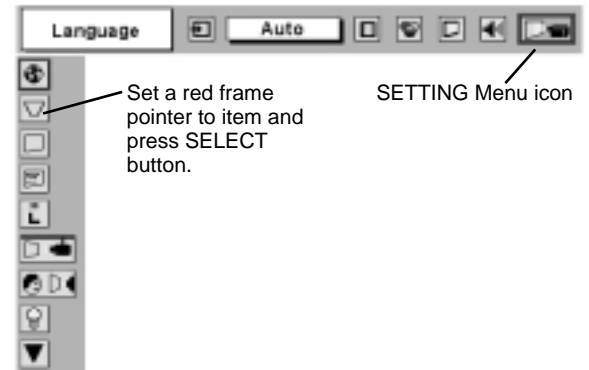 Language
Auto
Set a red frame
pointer to item and
press SELECT
button.
SETTING Menu icon